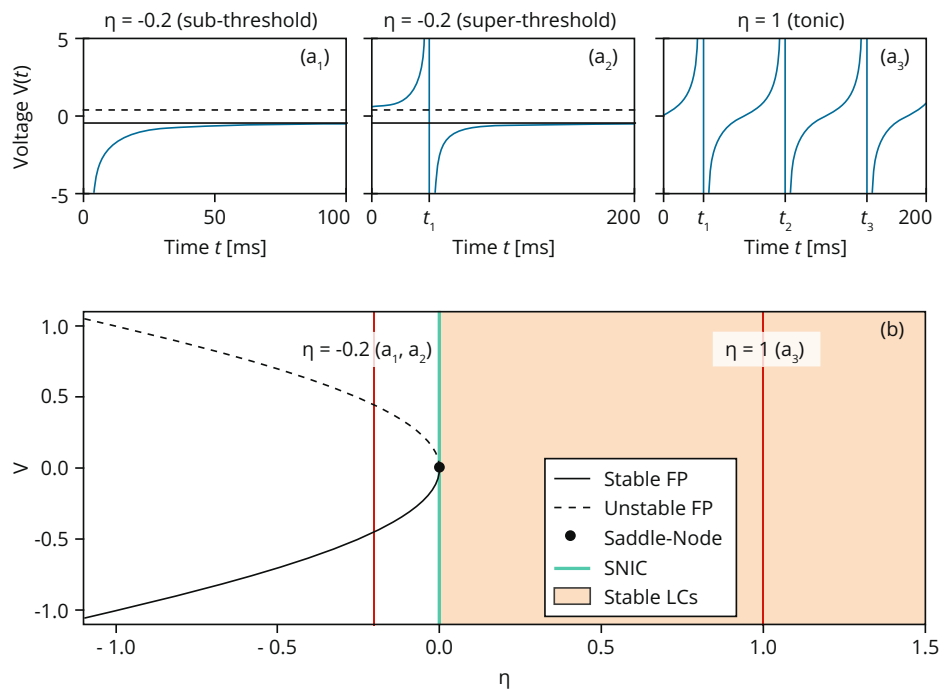 η = -0.2 (sub-threshold)
η = -0.2 (super-threshold)
η = 1 (tonic)
Voltage V(t)
5
0
-5
(a₁)
(a₂)
(a₃)
0
50
100
0
t₁
200
0
t₁
t₂
t₃
200
Time t [ms]
Time t [ms]
Time t [ms]
(b)
V
1.0
0.5
0.0
-0.5
-1.0
η = -0.2 (a₁, a₂)
η = 1 (a₃)
Stable FP
Unstable FP
Saddle-Node
SNIC
Stable LCs
- 1.0
- 0.5
0.0
0.5
1.0
1.5
η